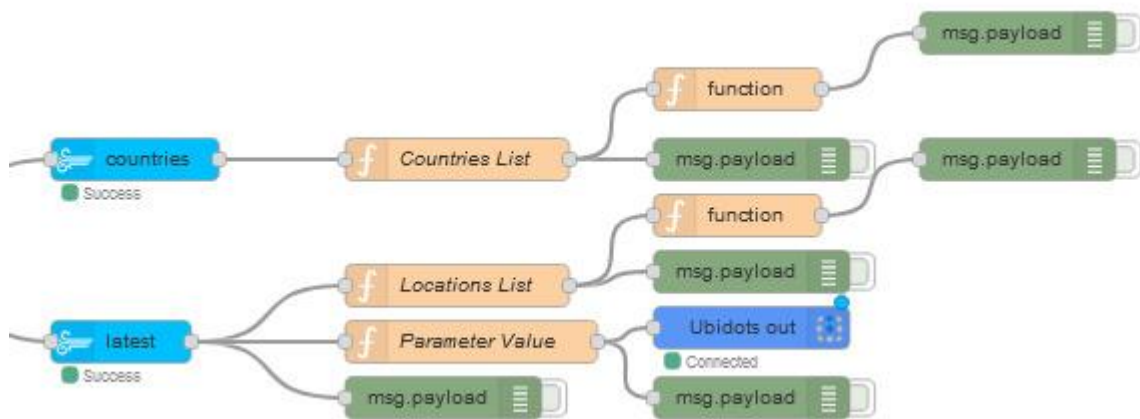 msg.payload
function
countries
Countries List
msg.payload
msg.payload
Success
function
Locations List
msg.payload
Ubidots out
latest
Parameter Value
Connected
Success
msg.payload
msg.payload